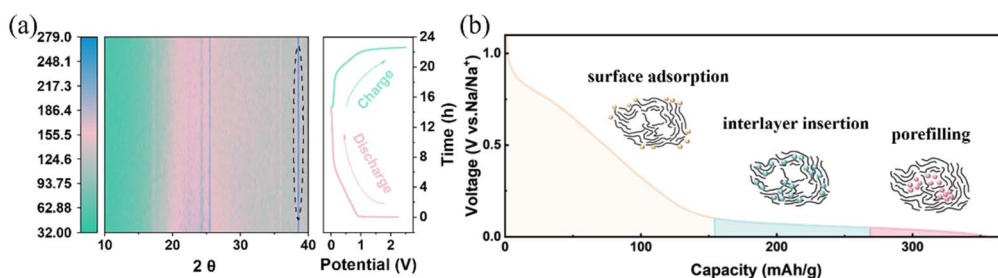 (a)
279.0
248.1
217.3
186.4
155.5
124.6
93.75
62.88
32.00
10
20
30
40
2 θ
Charge
Discharge
0
1
2
Potential (V)
24
20
16
12
8
4
0
Time (h)
(b)
1.0
0.5
0.0
Voltage (V vs.Na/Na⁺)
surface adsorption
interlayer insertion
porefilling
0
100
200
300
Capacity (mAh/g)